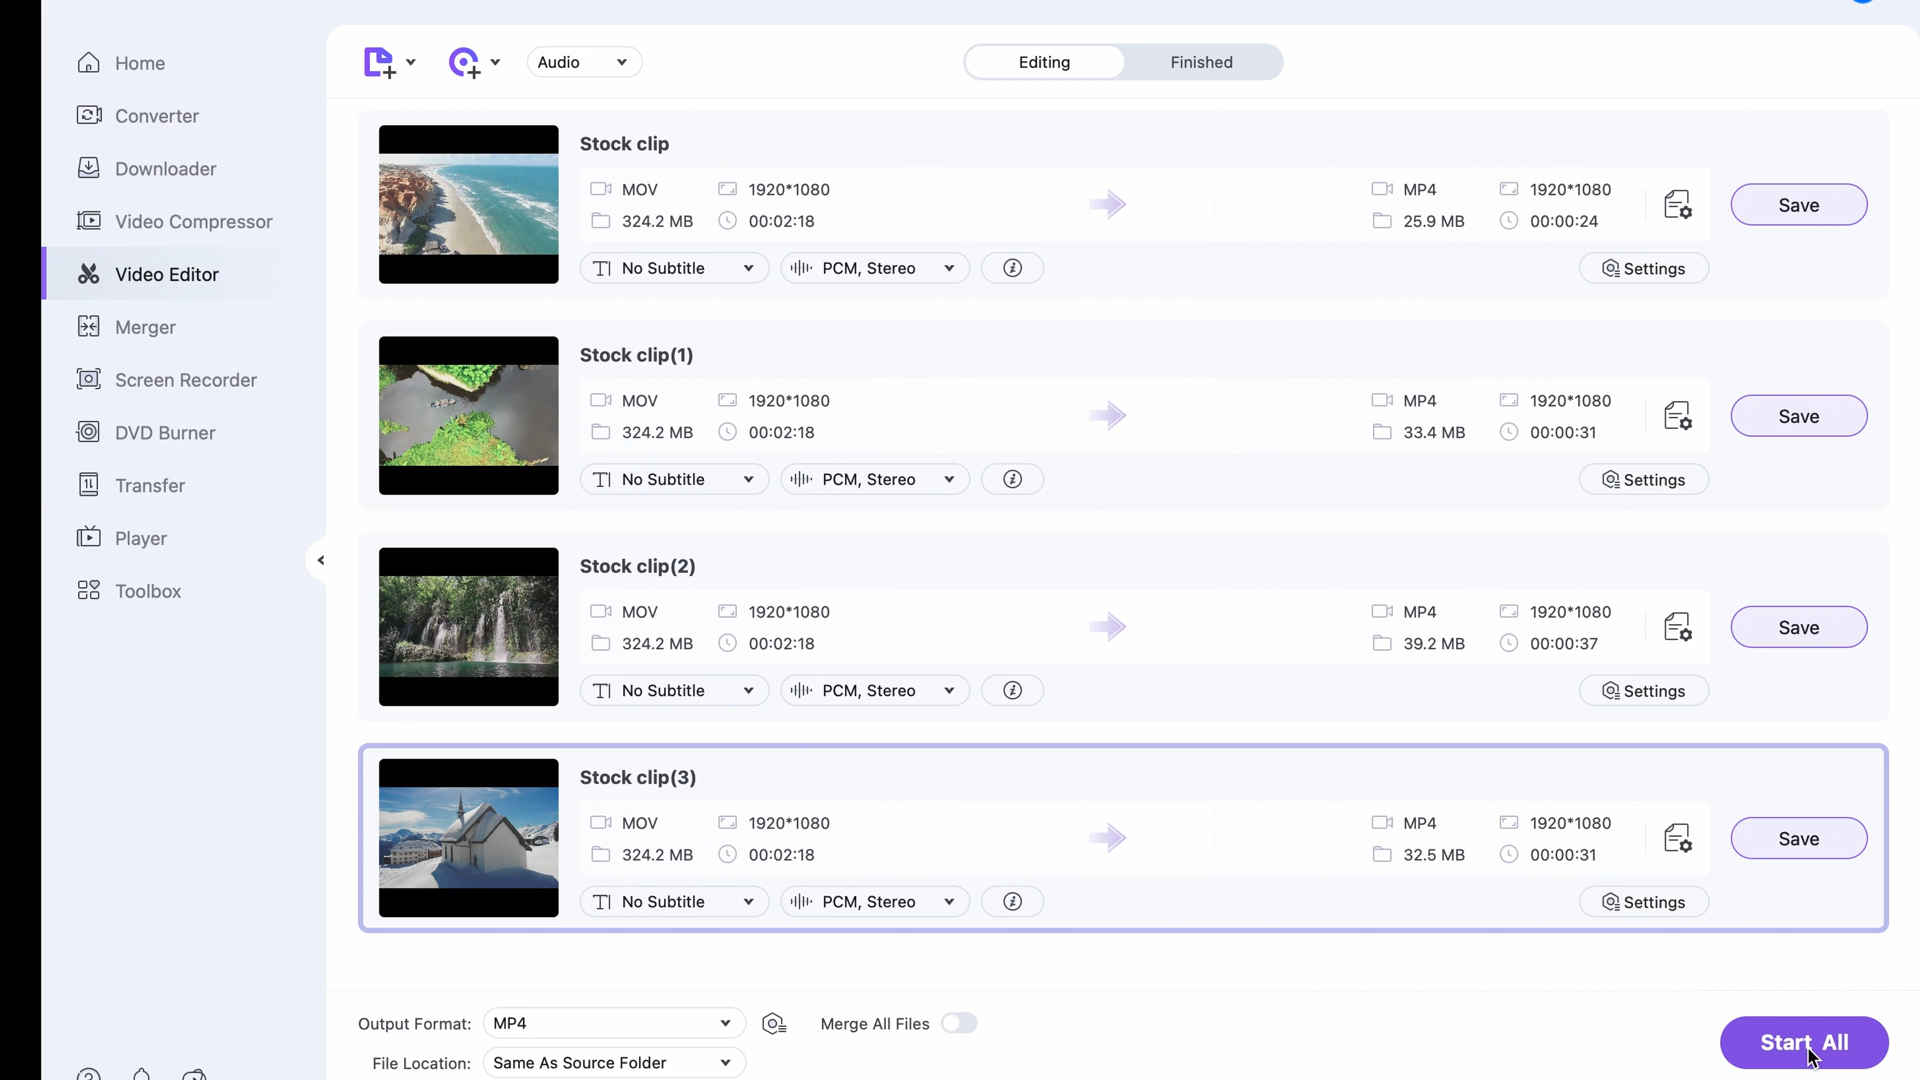 Home
Converter
Downloader
Video Compressor
Video Editor
Merger
Screen Recorder
DVD Burner
Transfer
Player
Toolbox
Audio
Editing Finished
Stock clip
MOV 1920*1080 MP4 1920*1080
324.2 MB 00:02:18 25.9 MB 00:00:24
Save
No Subtitle PCM, Stereo Settings
Stock clip(1)
MOV 1920*1080 MP4 1920*1080
324.2 MB 00:02:18 33.4 MB 00:00:31
Save
No Subtitle PCM, Stereo Settings
Stock clip(2)
MOV 1920*1080 MP4 1920*1080
324.2 MB 00:02:18 39.2 MB 00:00:37
Save
No Subtitle PCM, Stereo Settings
Stock clip(3)
MOV 1920*1080 MP4 1920*1080
324.2 MB 00:02:18 32.5 MB 00:00:31
Save
No Subtitle PCM, Stereo Settings
Output Format: MP4 Merge All Files
File Location: Same As Source Folder
Start All